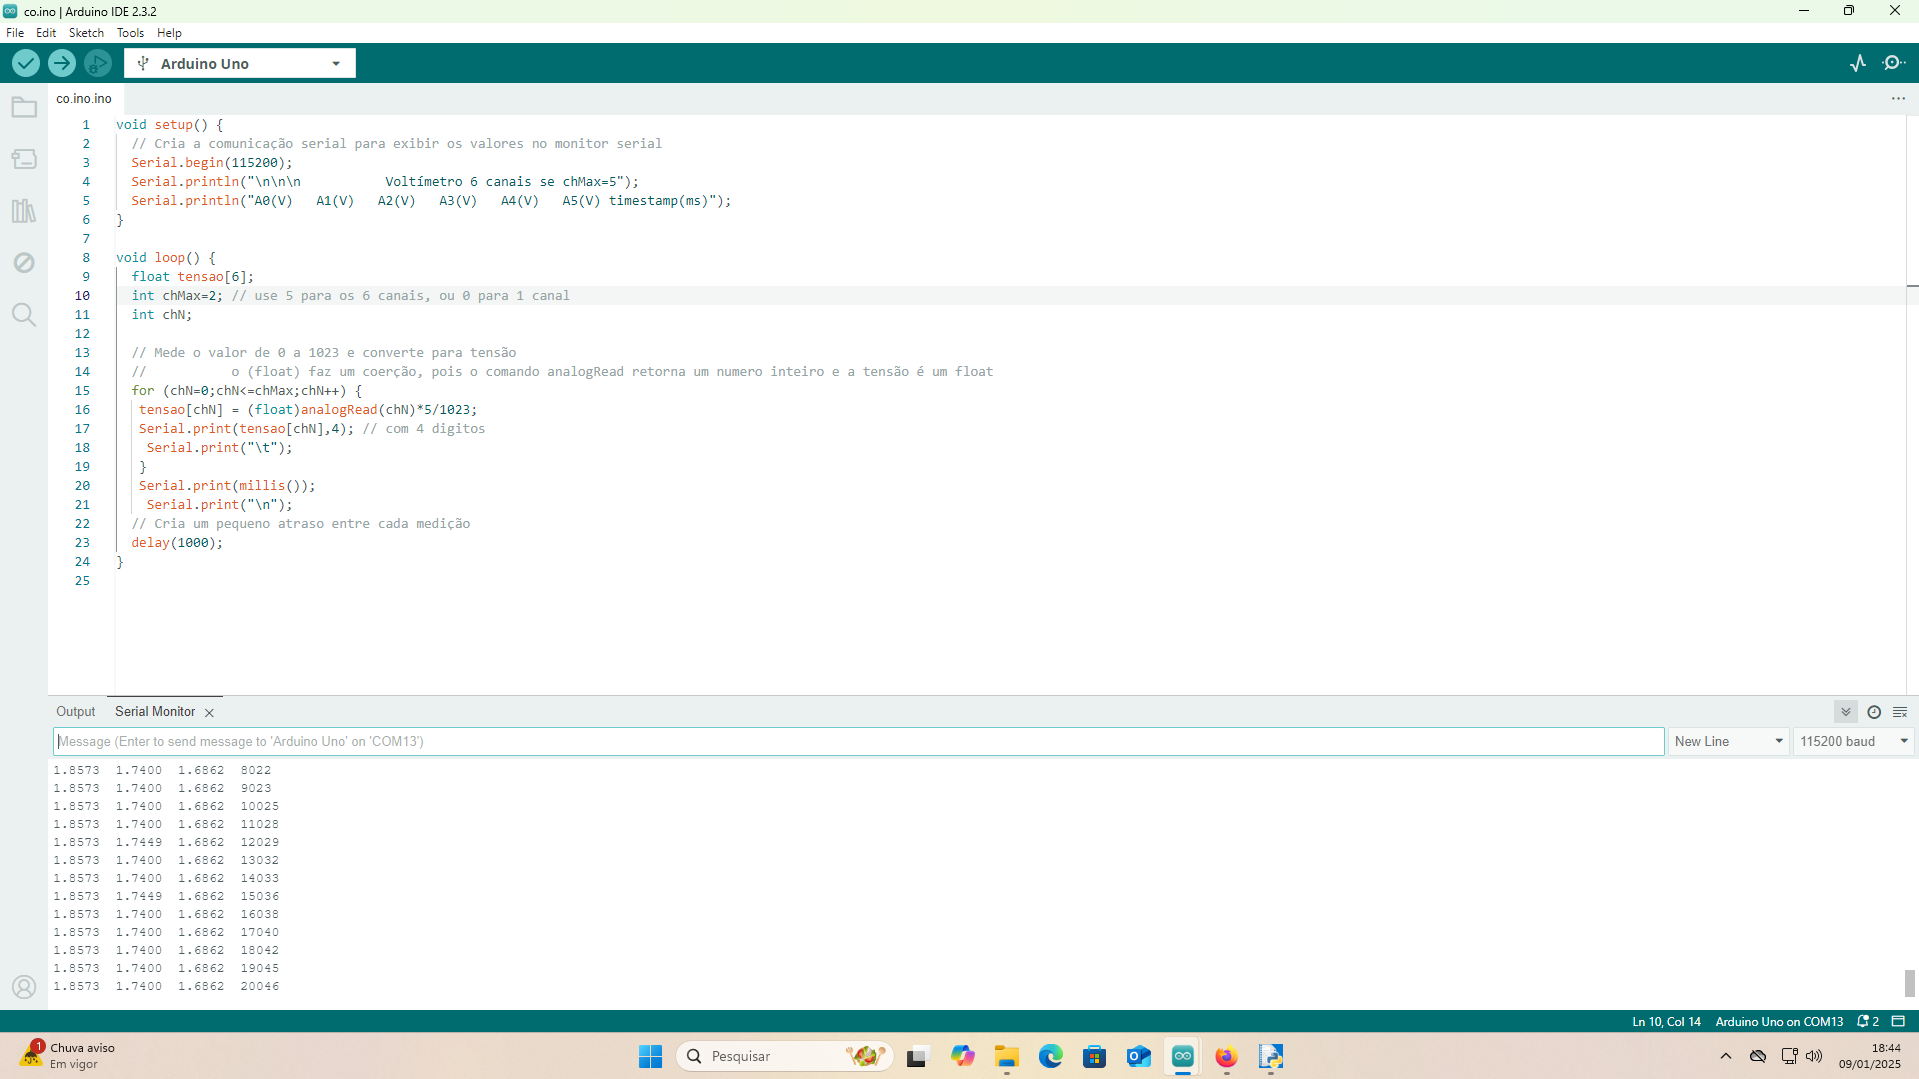 co.ino | Arduino IDE 2.3.2
File Edit Sketch Tools Help
Arduino Uno
co.ino.ino
1 void setup() {
2 // Cria a comunicação serial para exibir os valores no monitor serial
3 Serial.begin(115200);
4 Serial.println("\n\n\n           Voltímetro 6 canais se chMax=5");
5 Serial.println("A0(V)   A1(V)   A2(V)   A3(V)   A4(V)   A5(V) timestamp(ms)");
6 }
7
8 void loop() {
9 float tensao[6];
10 int chMax=2; // use 5 para os 6 canais, ou 0 para 1 canal
11 int chN;
12
13 // Mede o valor de 0 a 1023 e converte para tensão
14 //           o (float) faz um coerção, pois o comando analogRead retorna um numero inteiro e a tensão é um float
15 for (chN=0;chN<=chMax;chN++) {
16 tensao[chN] = (float)analogRead(chN)*5/1023;
17 Serial.print(tensao[chN],4); // com 4 digitos
18 Serial.print("\t");
19 }
20 Serial.print(millis());
21 Serial.print("\n");
22 // Cria um pequeno atraso entre cada medição
23 delay(1000);
24 }
25
Output Serial Monitor
Message (Enter to send message to 'Arduino Uno' on 'COM13')
New Line 115200 baud
1.8573 1.7400 1.6862 8022
1.8573 1.7400 1.6862 9023
1.8573 1.7400 1.6862 10025
1.8573 1.7400 1.6862 11028
1.8573 1.7449 1.6862 12029
1.8573 1.7400 1.6862 13032
1.8573 1.7400 1.6862 14033
1.8573 1.7449 1.6862 15036
1.8573 1.7400 1.6862 16038
1.8573 1.7400 1.6862 17040
1.8573 1.7400 1.6862 18042
1.8573 1.7400 1.6862 19045
1.8573 1.7400 1.6862 20046
Ln 10, Col 14 Arduino Uno on COM13 2
1
Chuva aviso
Em vigor
Pesquisar
18:44
09/01/2025